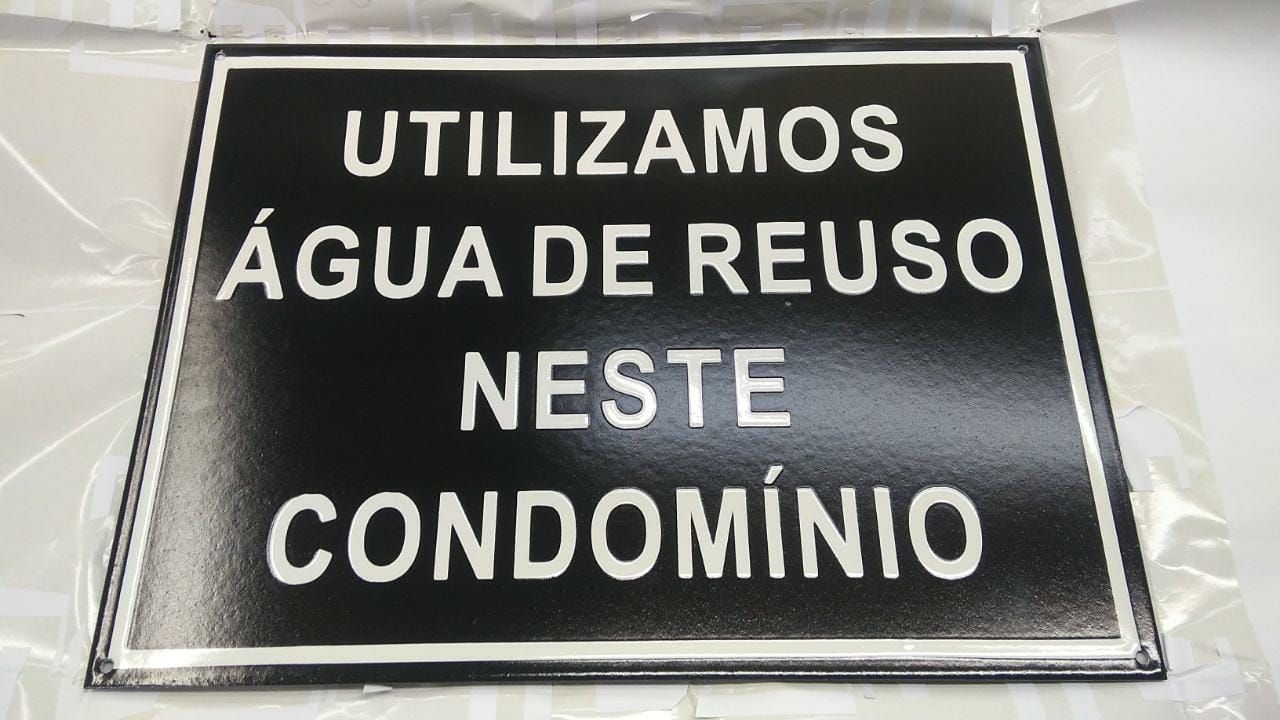 UTILIZAMOS
ÁGUA DE REUSO
NESTE
CONDOMÍNIO